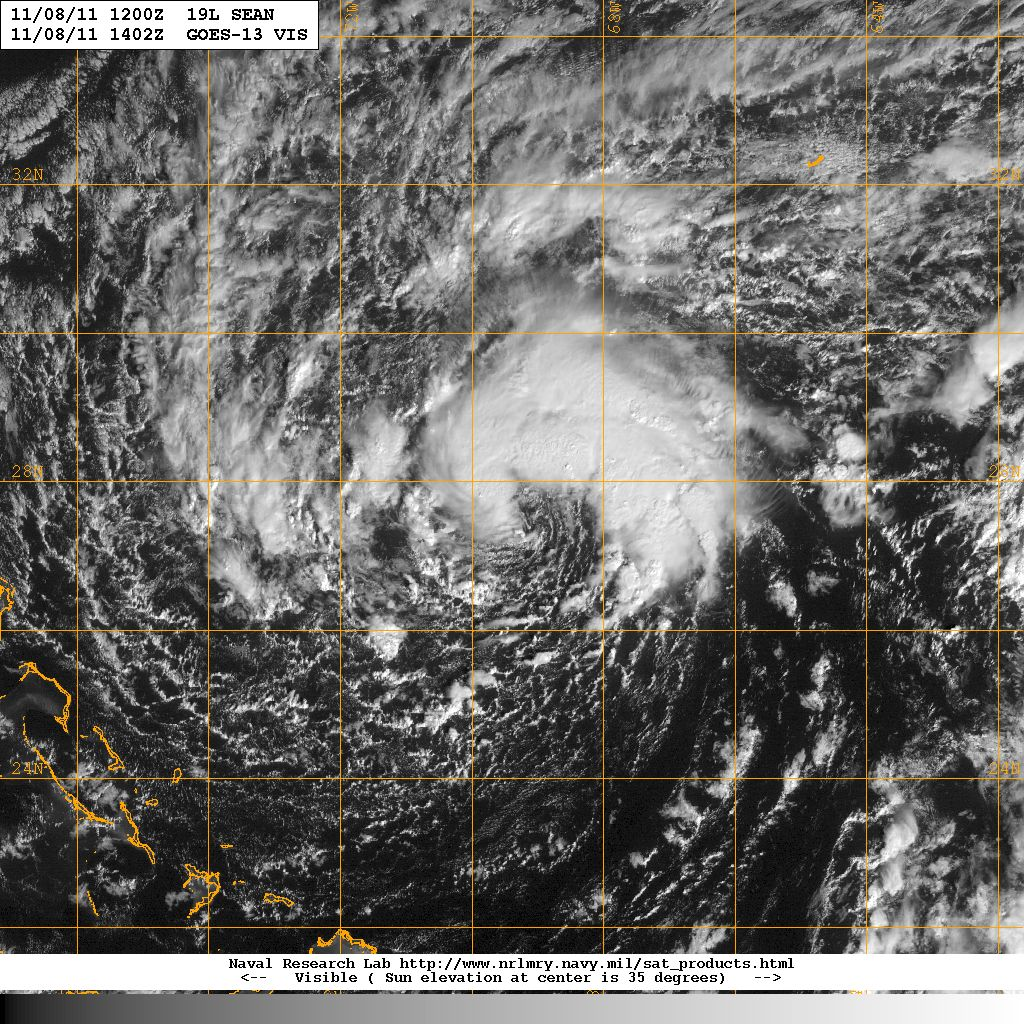 11/08/11 1200Z 19L SEAN
11/08/11 1402Z GOES-13 VIS
72W
68W
64W
32N
32N
28N
28N
24N
24N
Naval Research Lab http://www.nrlmry.navy.mil/sat_products.html
<-- Visible ( Sun elevation at center is 35 degrees) -->